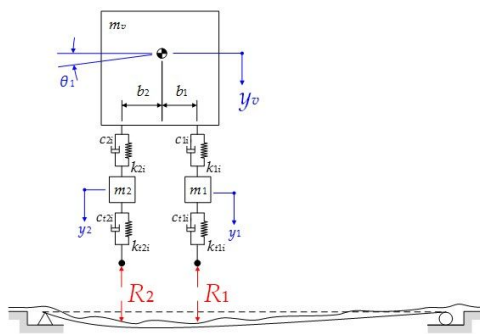 m_v
θ_1
b_2 b_1
y_v
c_2i c_1i
k_2i k_1i
m_2 m_1
c_t2i c_t1i
y_2 y_1
k_t2i k_t1i
R_2 R_1